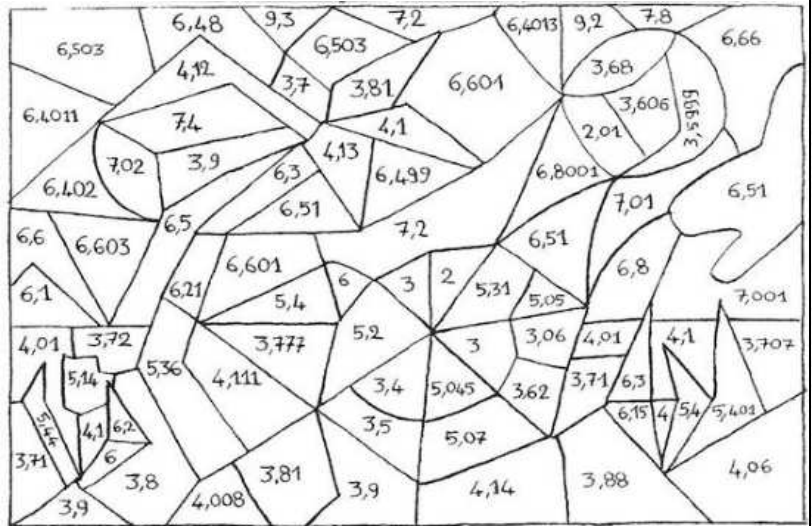 6,48 9,3 7,2 6,4013 9,2 7,8
6,503 6,503 6,66
4,12 3,7 3,81 6,601 3,68
6,4011 7,4 4,1 3,606 3,5999
2,01
7,02 3,9 6,3 4,13 6,499 6,8001
6,402 6,51 7,01 6,51
6,5 7,2
6,6 6,603 6,601 6,51 6,8
6,1 6,21 5,4 6 3 2 5,31 5,05 7,001
4,01 3,72 3,777 5,2 3 3,06 4,01 4,1 3,707
5,14 5,36 4,111 3,4 5,045 3,62 3,71 6,3
5,44 4,1 6,2 3,5 5,07 6,15 4 5,4 5,401
3,71 6 3,8 3,81 4,06
3,9 4,008 3,9 4,14 3,88